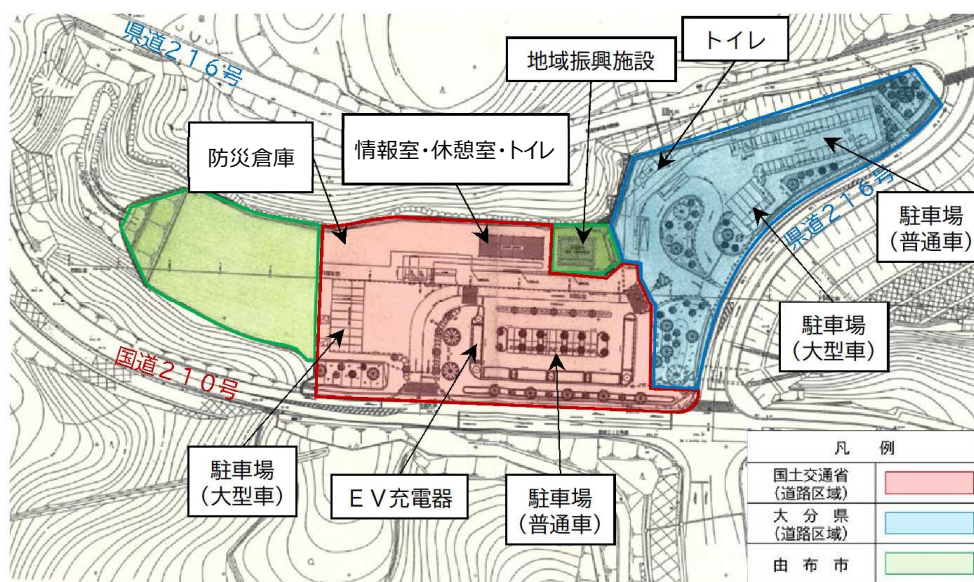 県道216号
地域振興施設
トイレ
防災倉庫
情報室・休憩室・トイレ
駐車場
(普通車)
県道216号
駐車場
(大型車)
国道210号
駐車場
(大型車)
EV充電器
駐車場
(普通車)
凡 例
国土交通省
(道路区域)
大分県
(道路区域)
由布市